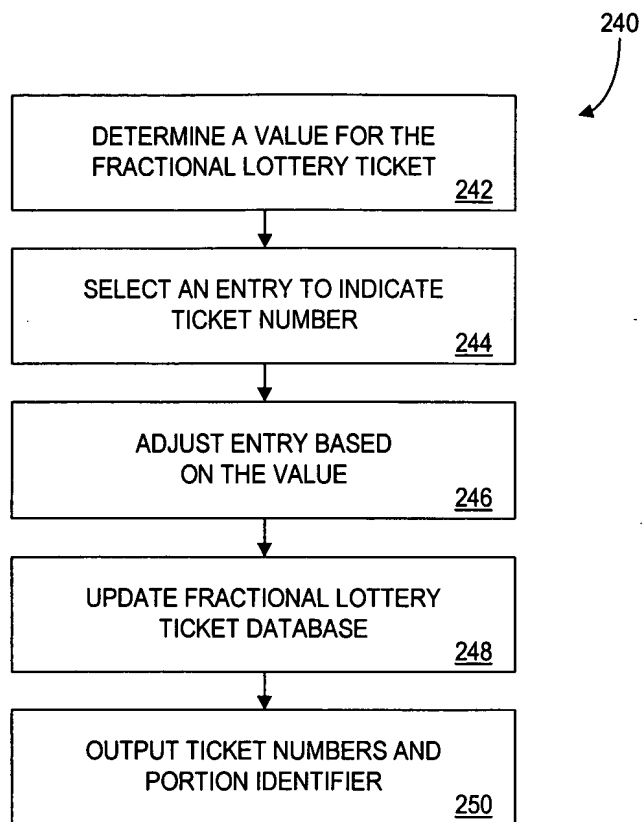 240
DETERMINE A VALUE FOR THE
FRACTIONAL LOTTERY TICKET
242
SELECT AN ENTRY TO INDICATE
TICKET NUMBER
244
ADJUST ENTRY BASED
ON THE VALUE
246
UPDATE FRACTIONAL LOTTERY
TICKET DATABASE
248
OUTPUT TICKET NUMBERS AND
PORTION IDENTIFIER
250